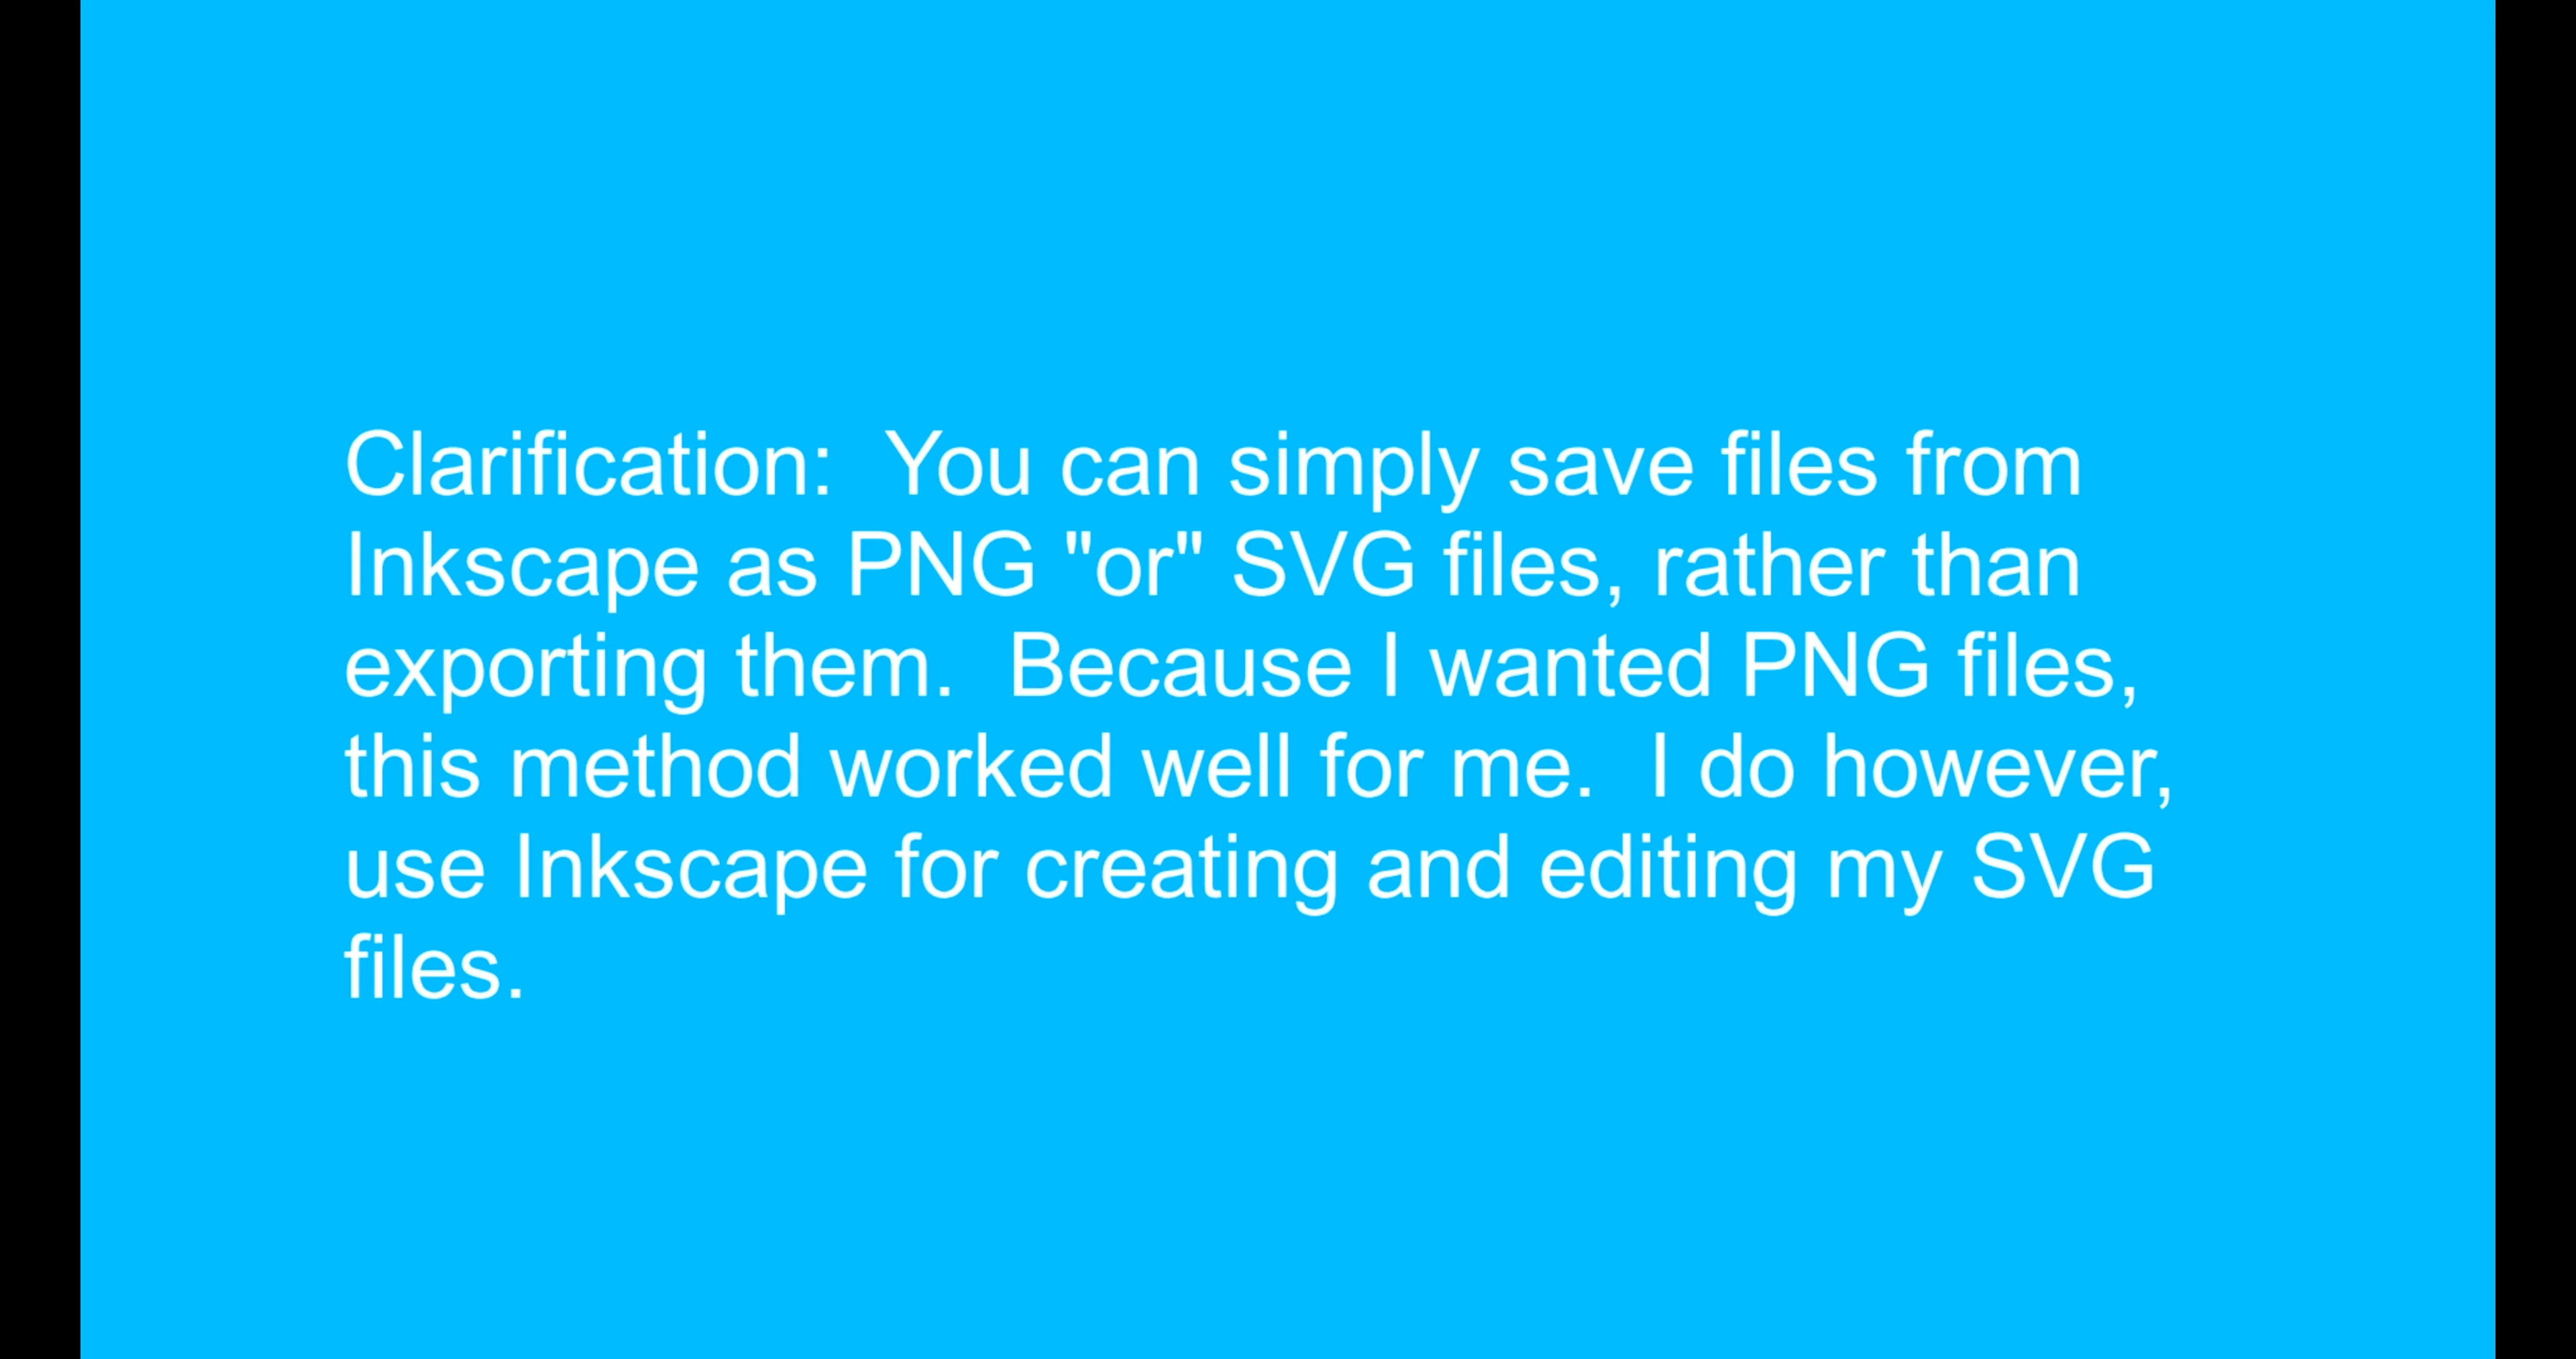 Clarification:  You can simply save files from
Inkscape as PNG "or" SVG files, rather than
exporting them.  Because I wanted PNG files,
this method worked well for me.  I do however,
use Inkscape for creating and editing my SVG
files.